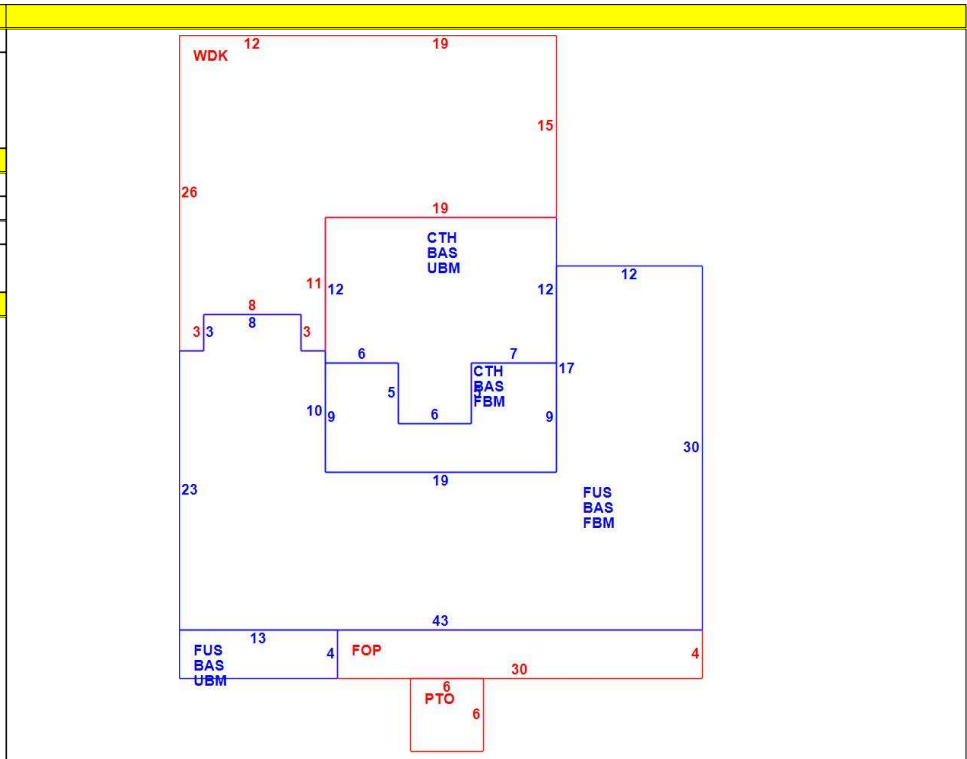 12 19
WDK
15
26
19
CTH
BAS
UBM
12
11 12 12
8
3 3 8 3
6 7
17
CTH
BAS
FBM
5
10 9 6 9
30
19
23
FUS
BAS
FBM
43
13
FUS
BAS
UBM
4 FOP 4
30
6
PTO
6